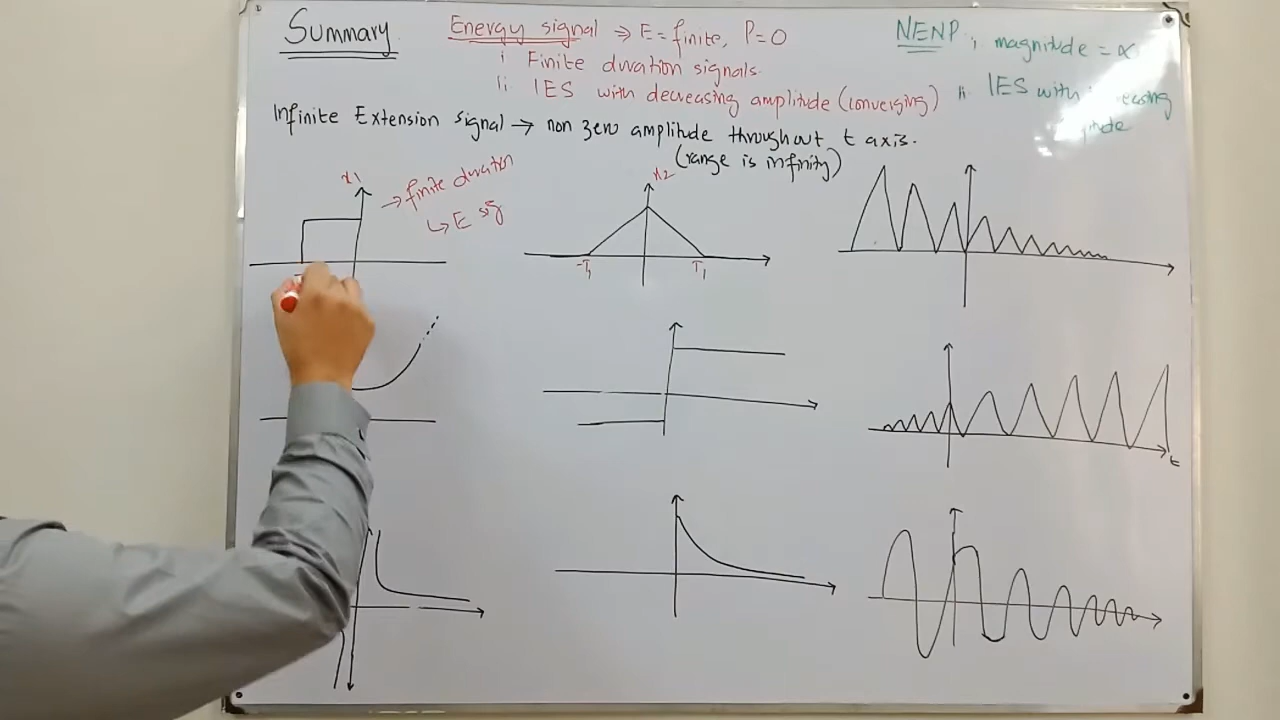 Summary
Energy signal → E = finite, P=0
i Finite duration signals.
ii IES with decreasing amplitude (converging)
NENP : i magnitude = ∝
ii IES with
Infinite Extension signal → non zero amplitude throughout t axis.
(range is infinity)
x1
→ finite duration
↳ E sig
x2
-T1
T1
t